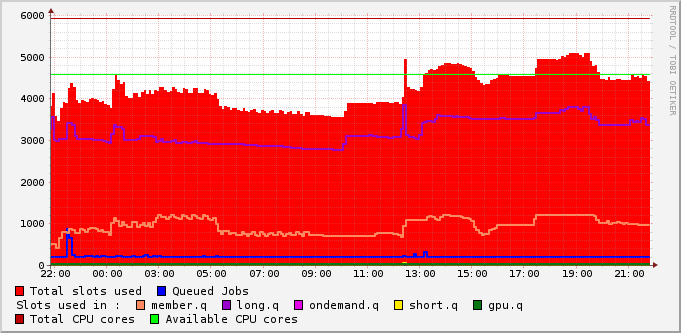 6000
5000
4000
3000
2000
1000
0
22:00 00:00 03:00 05:00 07:00 09:00 11:00 13:00 15:00 17:00 19:00 21:00
RRDTOOL / TOBI OETIKER
Total slots used Queued Jobs
Slots used in : member.q long.q ondemand.q short.q gpu.q
Total CPU cores Available CPU cores